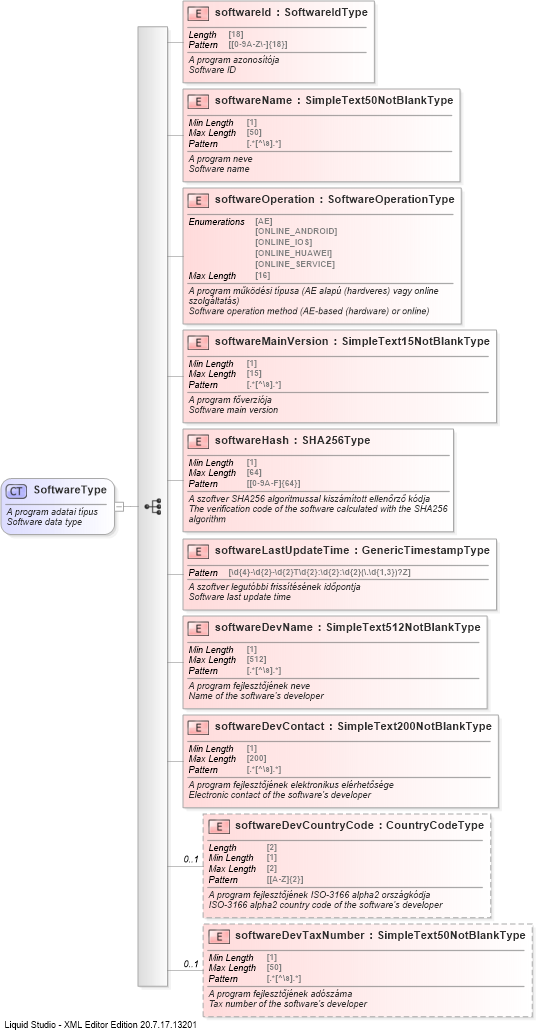 E softwareId : SoftwareIdType
Length [18]
Pattern [[0-9A-Z\-]{18}]
A program azonosítója
Software ID
E softwareName : SimpleText50NotBlankType
Min Length [1]
Max Length [50]
Pattern [.*[^\s].*]
A program neve
Software name
E softwareOperation : SoftwareOperationType
Enumerations [AE]
[ONLINE_ANDROID]
[ONLINE_IOS]
[ONLINE_HUAWEI]
[ONLINE_SERVICE]
Max Length [16]
A program működési típusa (AE alapú (hardveres) vagy online
szolgáltatás)
Software operation method (AE-based (hardware) or online)
E softwareMainVersion : SimpleText15NotBlankType
Min Length [1]
Max Length [15]
Pattern [.*[^\s].*]
A program főverziója
Software main version
E softwareHash : SHA256Type
Min Length [1]
Max Length [64]
Pattern [[0-9A-F]{64}]
A szoftver SHA256 algoritmussal kiszámított ellenőrző kódja
The verification code of the software calculated with the SHA256
algorithm
CT SoftwareType
A program adatai típus
Software data type
E softwareLastUpdateTime : GenericTimestampType
Pattern [\d{4}-\d{2}-\d{2}T\d{2}:\d{2}:\d{2}(\.\d{1,3})?Z]
A szoftver legutóbbi frissítésének időpontja
Software last update time
E softwareDevName : SimpleText512NotBlankType
Min Length [1]
Max Length [512]
Pattern [.*[^\s].*]
A program fejlesztőjének neve
Name of the software's developer
E softwareDevContact : SimpleText200NotBlankType
Min Length [1]
Max Length [200]
Pattern [.*[^\s].*]
A program fejlesztőjének elektronikus elérhetősége
Electronic contact of the software's developer
E softwareDevCountryCode : CountryCodeType
0..1
Length [2]
Min Length [1]
Max Length [2]
Pattern [[A-Z]{2}]
A program fejlesztőjének ISO-3166 alpha2 országkódja
ISO-3166 alpha2 country code of the software's developer
E softwareDevTaxNumber : SimpleText50NotBlankType
0..1
Min Length [1]
Max Length [50]
Pattern [.*[^\s].*]
A program fejlesztőjének adószáma
Tax number of the software's developer
Liquid Studio - XML Editor Edition 20.7.17.13201